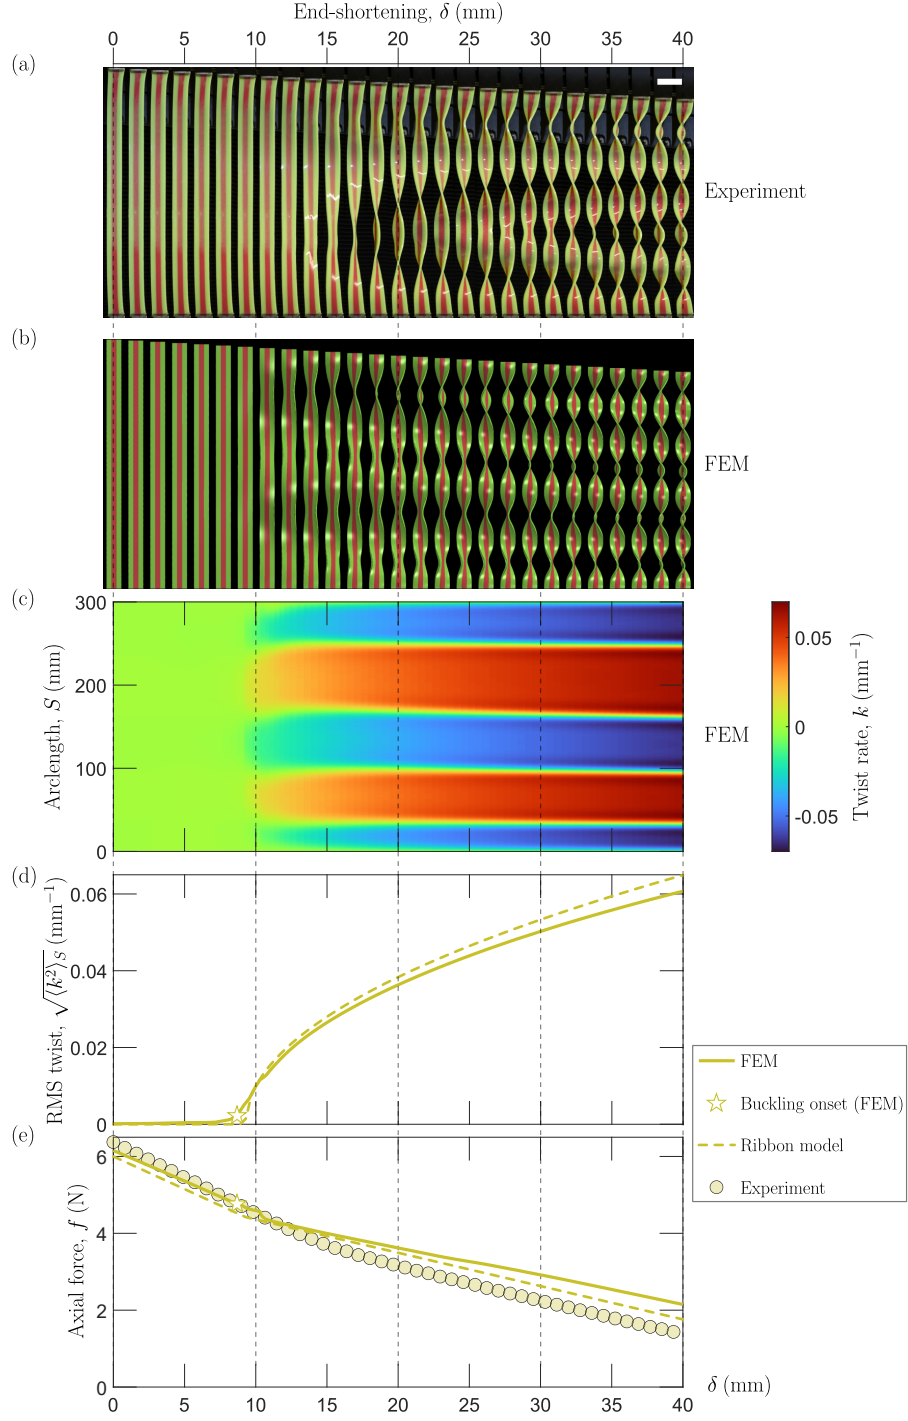 End-shortening, δ (mm)
0 5 10 15 20 25 30 35 40
(a)
Experiment
(b)
FEM
(c)
300
200
100
0
Arclength, S (mm)
FEM
0.05
0
-0.05
Twist rate, k (mm⁻¹)
(d)
0.06
0.04
0.02
0
RMS twist, √⟨k²⟩_S (mm⁻¹)
FEM
Buckling onset (FEM)
Ribbon model
Experiment
(e)
6
4
2
0
Axial force, f (N)
0 5 10 15 20 25 30 35 40
δ (mm)